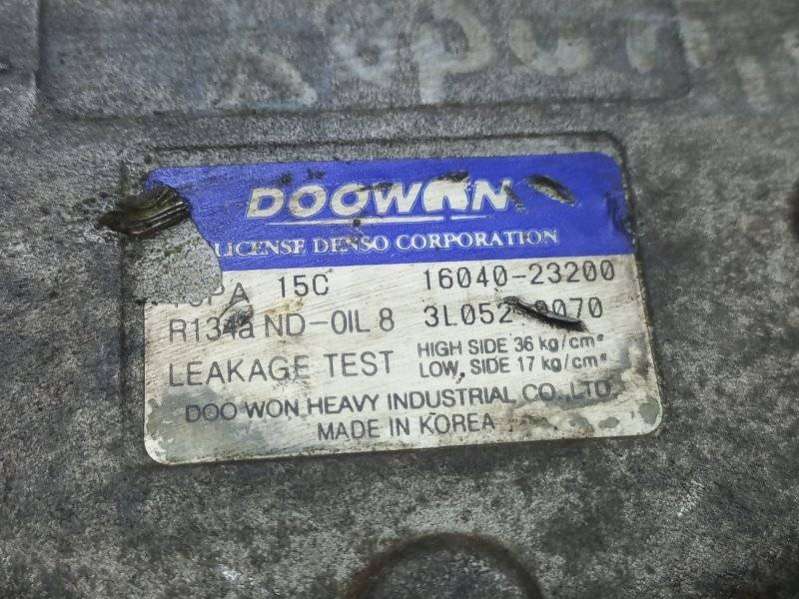 DOOWON
LICENSE DENSO CORPORATION
15C 16040-23200
R134a ND-OIL 8
LEAKAGE TEST HIGH SIDE 36 kg/cm²
LOW SIDE 17 kg/cm²
DOO WON HEAVY INDUSTRIAL CO., LTD.
MADE IN KOREA